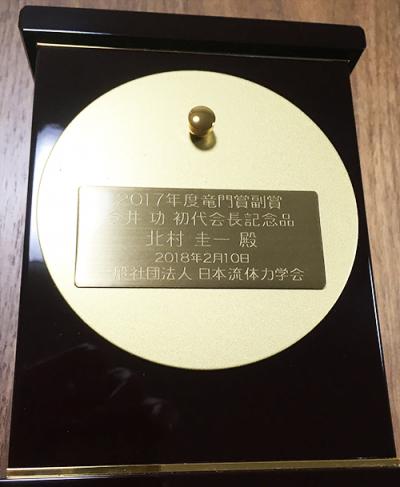 2017年度竜門賞副賞
今井 功 初代会長記念品
北村 圭一 殿
2018年2月10日
一般社団法人 日本流体力学会